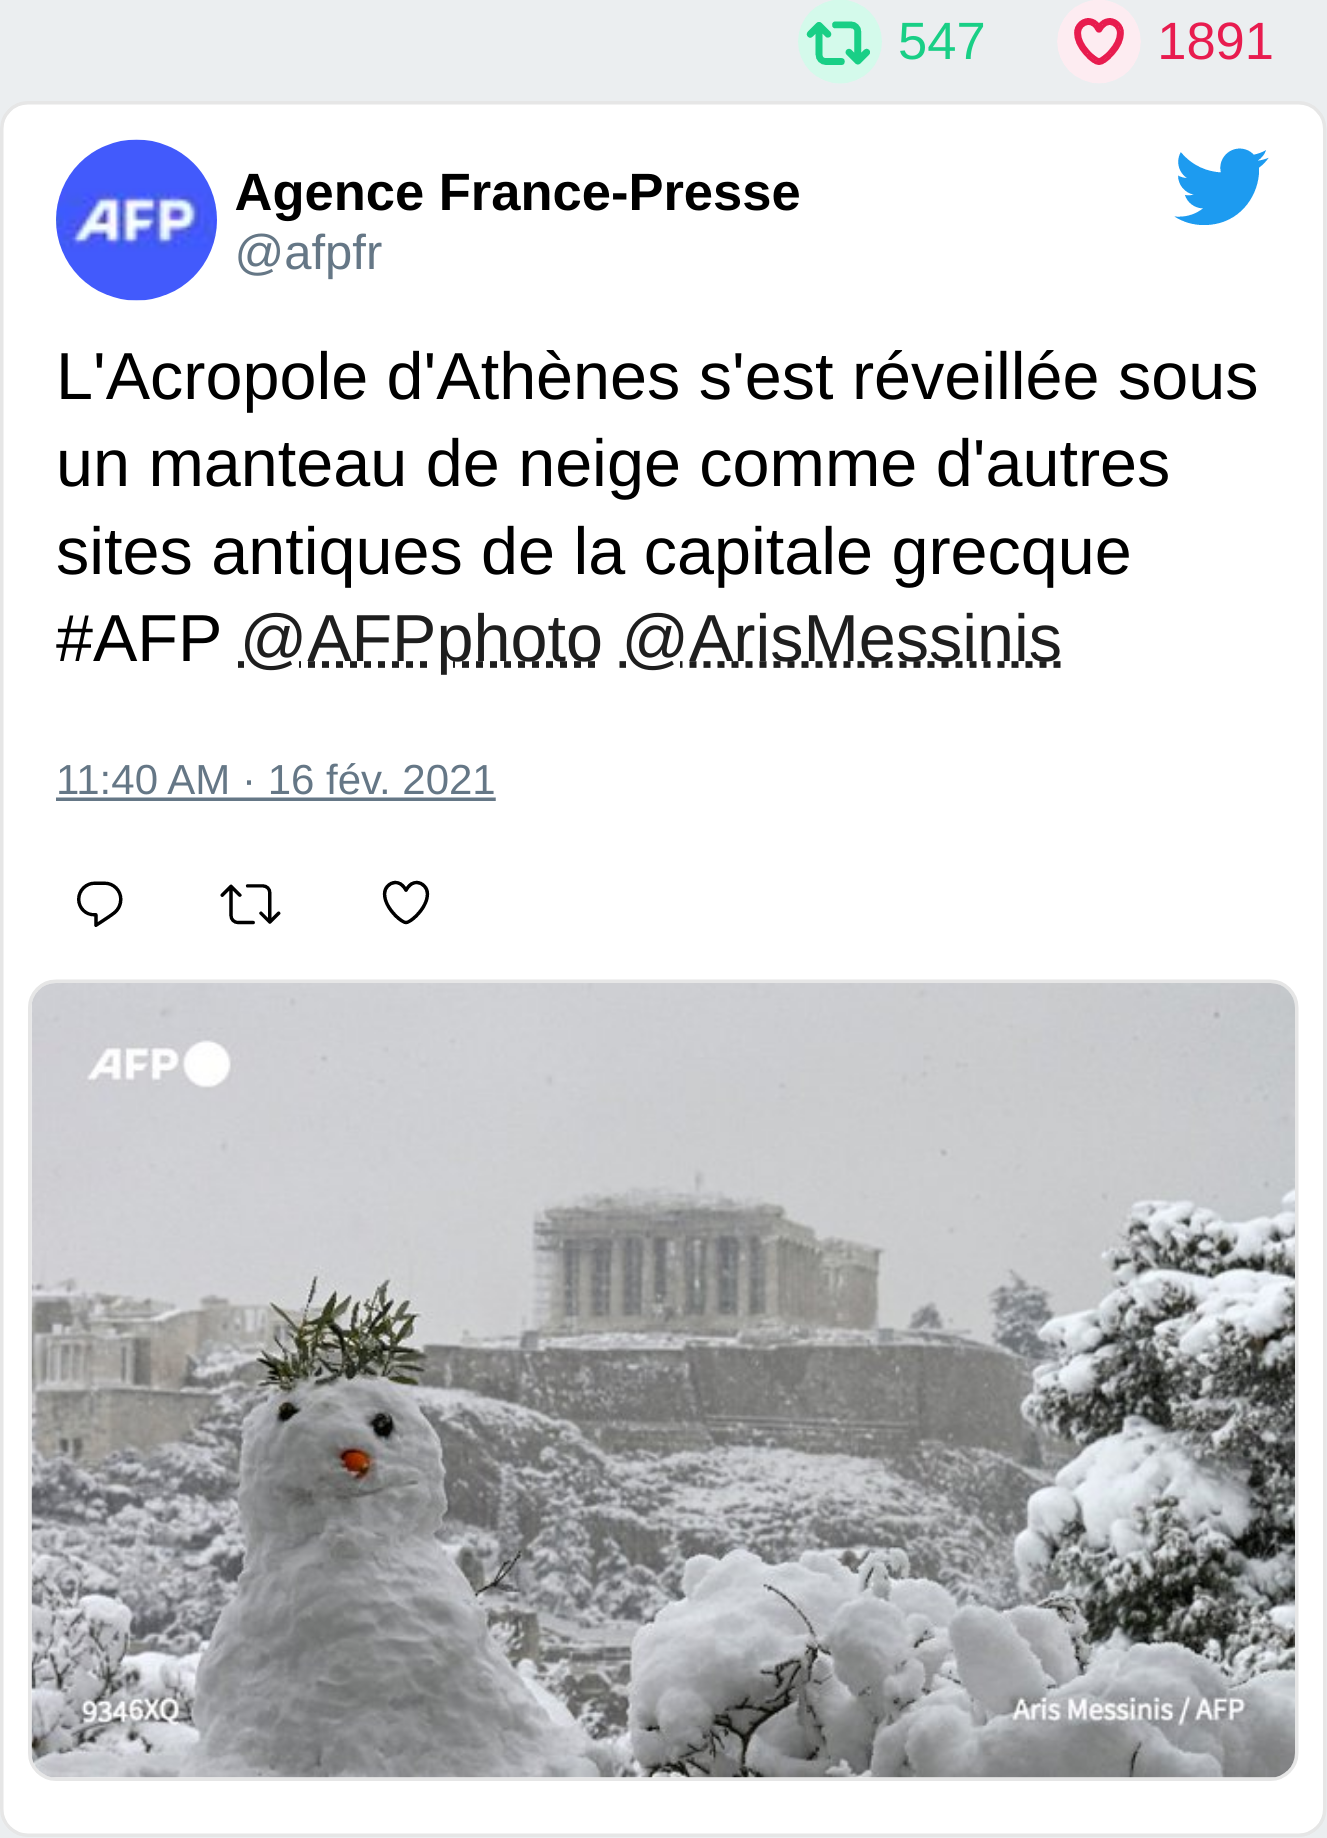 547 1891
AFP
Agence France-Presse
@afpfr
L'Acropole d'Athènes s'est réveillée sous
un manteau de neige comme d'autres
sites antiques de la capitale grecque
#AFP @AFPphoto @ArisMessinis
11:40 AM · 16 fév. 2021
AFP
9346XQ
Aris Messinis / AFP